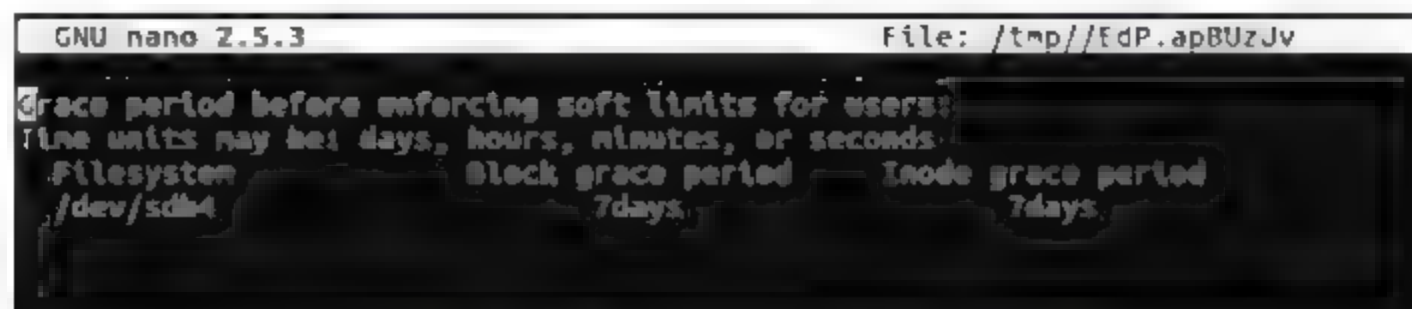 GNU nano 2.5.3 File: /tmp//EdP.apBUzJv
Grace period before enforcing soft limits for users:
Time units may be: days, hours, minutes, or seconds
Filesystem Block grace period Inode grace period
/dev/sdb4 7days 7days